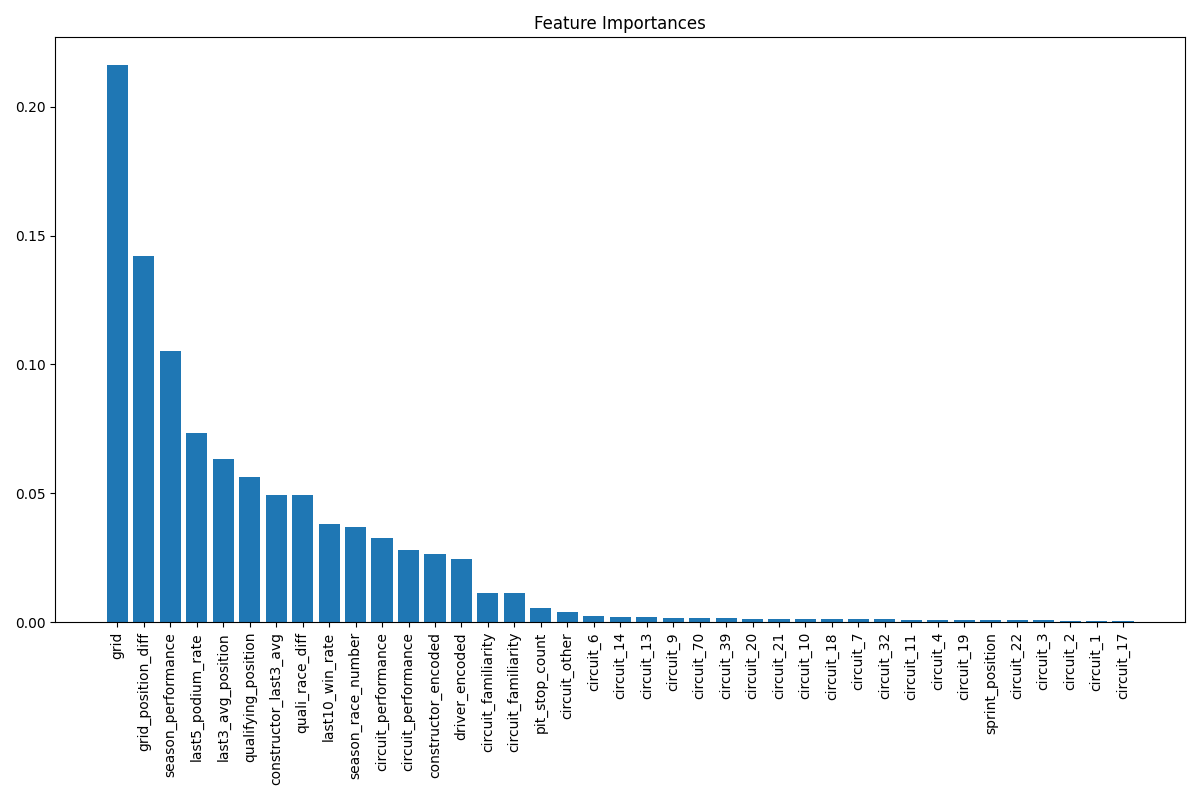 Feature Importances
0.20
0.15
0.10
0.05
0.00
grid
grid_position_diff
season_performance
last5_podium_rate
last3_avg_position
qualifying_position
constructor_last3_avg
quali_race_diff
last10_win_rate
season_race_number
circuit_performance
circuit_performance
constructor_encoded
driver_encoded
circuit_familiarity
circuit_familiarity
pit_stop_count
circuit_other
circuit_6
circuit_14
circuit_13
circuit_9
circuit_70
circuit_39
circuit_20
circuit_21
circuit_10
circuit_18
circuit_7
circuit_32
circuit_11
circuit_4
circuit_19
sprint_position
circuit_22
circuit_3
circuit_2
circuit_1
circuit_17